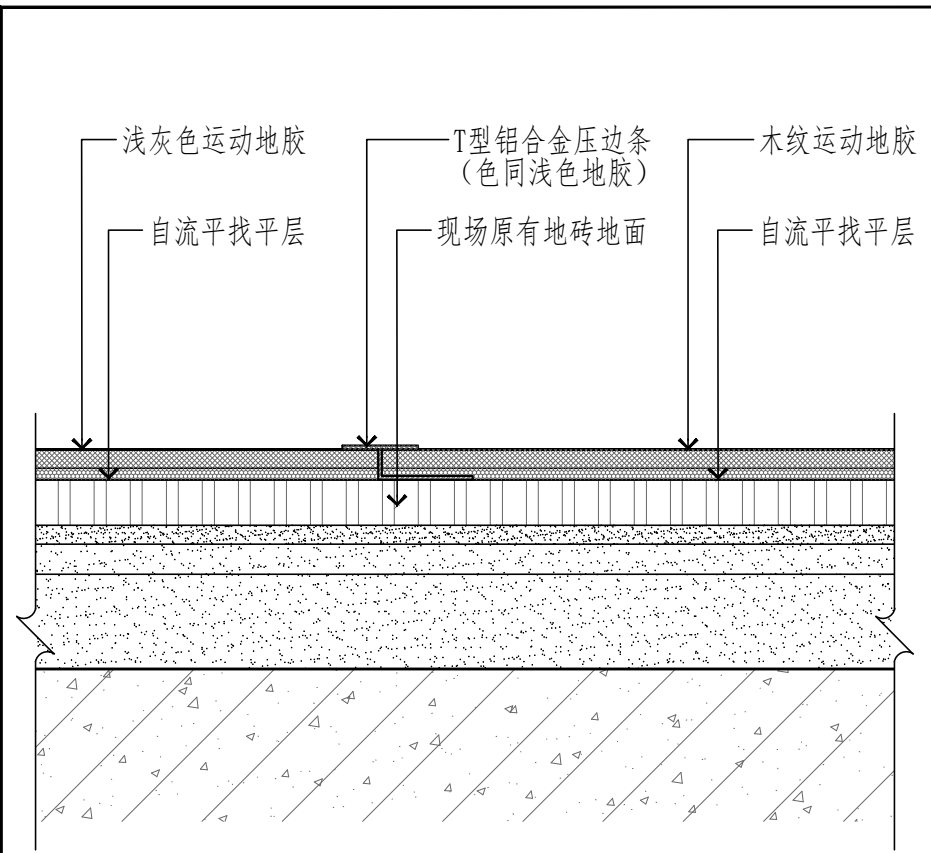 浅灰色运动地胶
T型铝合金压边条
(色同浅色地胶)
木纹运动地胶
自流平找平层
现场原有地砖地面
自流平找平层